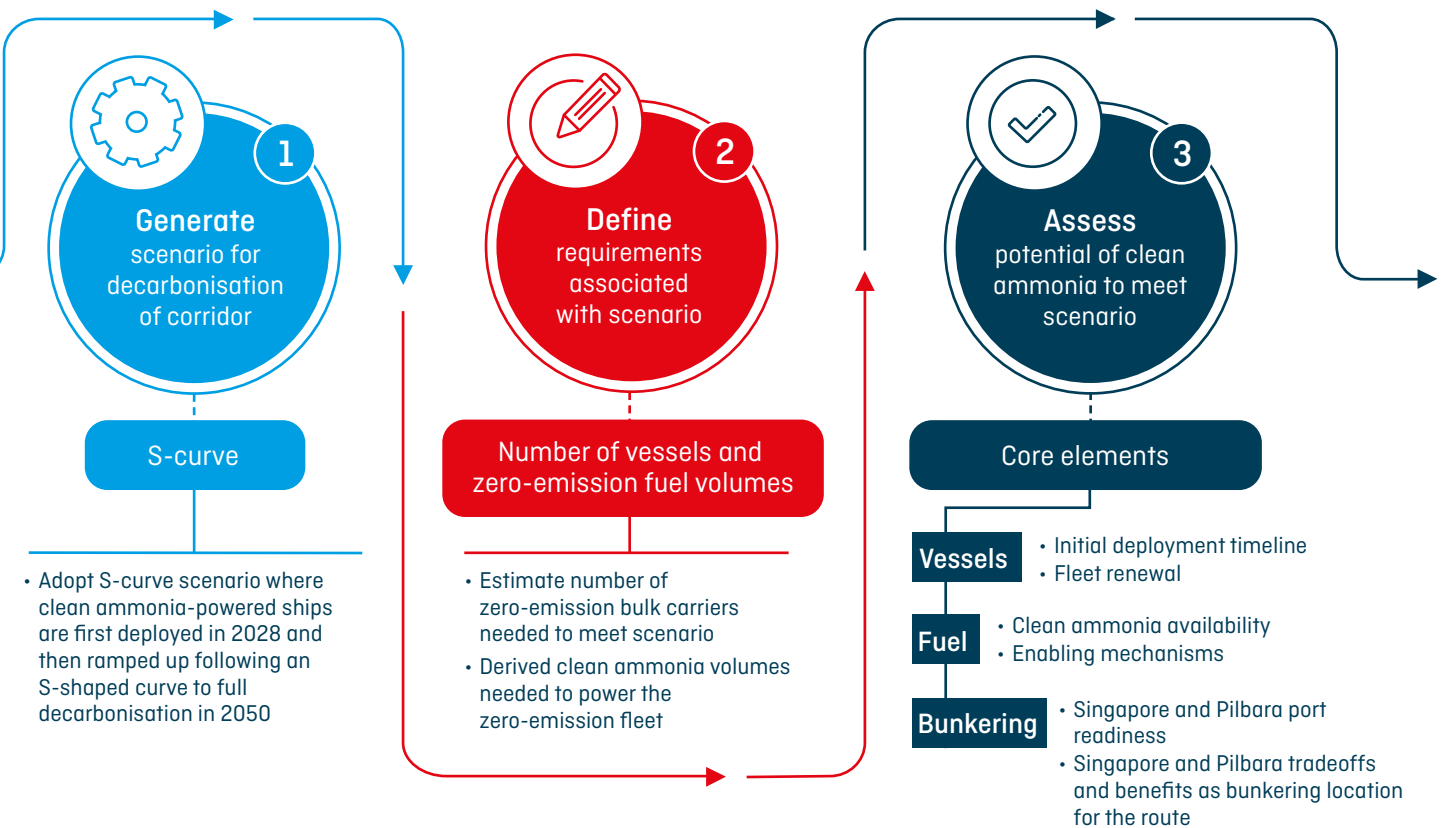 1
Generate
scenario for
decarbonisation
of corridor
S-curve
• Adopt S-curve scenario where
clean ammonia-powered ships
are first deployed in 2028 and
then ramped up following an
S-shaped curve to full
decarbonisation in 2050
2
Define
requirements
associated
with scenario
Number of vessels and
zero-emission fuel volumes
• Estimate number of
zero-emission bulk carriers
needed to meet scenario
• Derived clean ammonia volumes
needed to power the
zero-emission fleet
3
Assess
potential of clean
ammonia to meet
scenario
Core elements
Vessels
• Initial deployment timeline
• Fleet renewal
Fuel
• Clean ammonia availability
• Enabling mechanisms
Bunkering
• Singapore and Pilbara port
readiness
• Singapore and Pilbara tradeoffs
and benefits as bunkering location
for the route